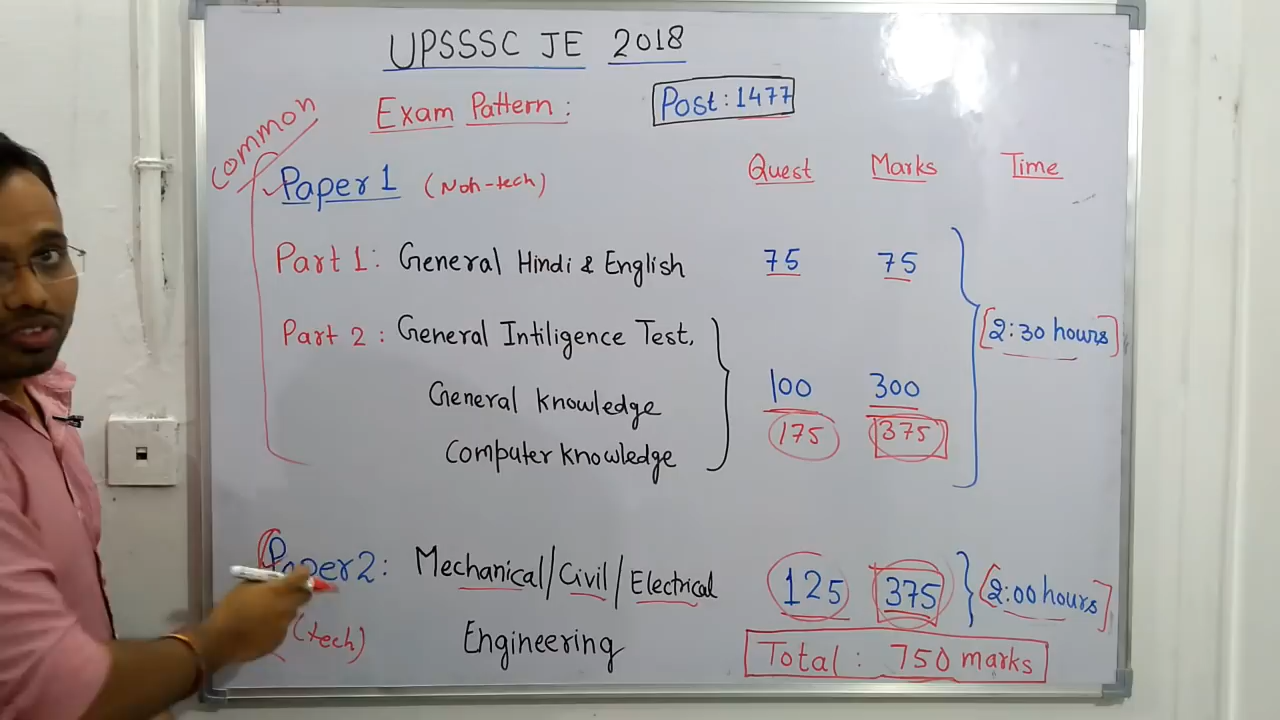 UPSSSC JE 2018
Exam Pattern :
Post : 1477
common
Paper 1 (Non-tech)
Quest Marks Time
Part 1 : General Hindi & English 75 75
[2:30 hours]
Part 2 : General Intiligence Test,
General knowledge 100 300
175 375
Computer knowledge
Paper 2 : Mechanical/Civil/Electrical 125 375 [2:00 hours]
(tech) Engineering
Total : 750 marks